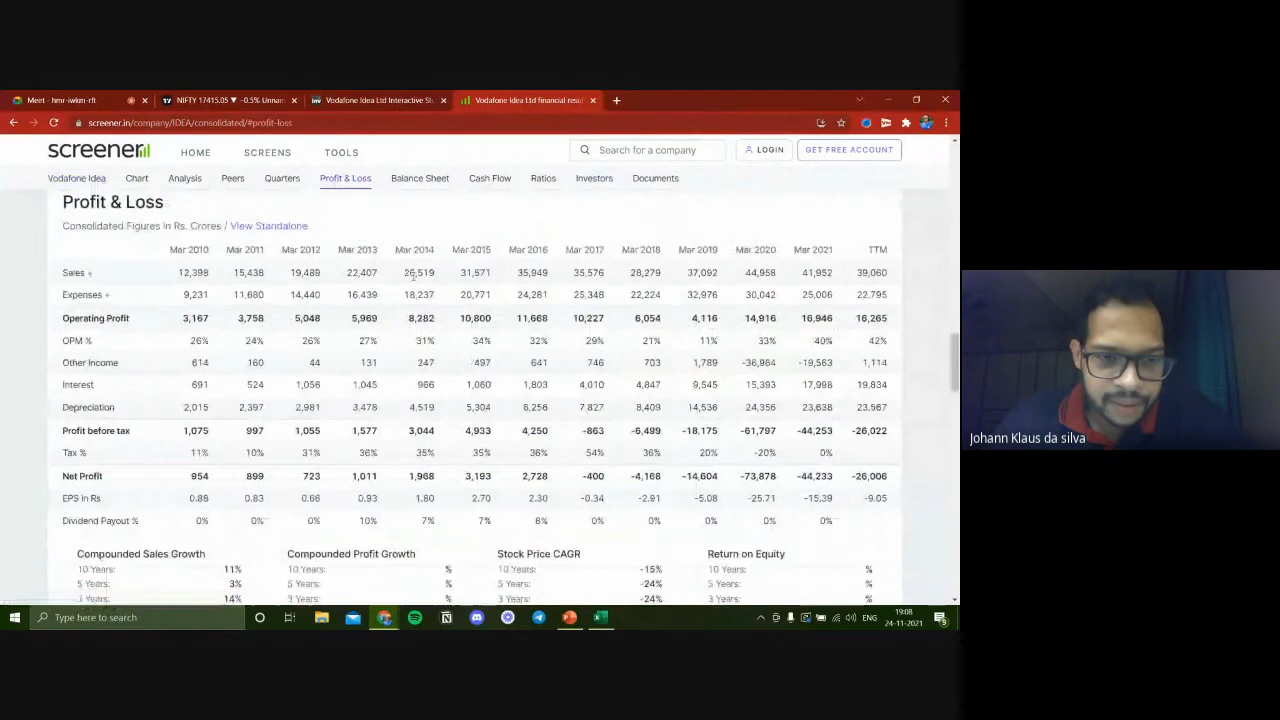 Meet - hmr-iwkm-rft
NIFTY 17415.05 ▼ -0.5% Unnam
Vodafone Idea Ltd Interactive St
Vodafone Idea Ltd financial resu
screener.in/company/IDEA/consolidated/#profit-loss
screener HOME SCREENS TOOLS Search for a company LOGIN GET FREE ACCOUNT
Vodafone Idea Chart Analysis Peers Quarters Profit & Loss Balance Sheet Cash Flow Ratios Investors Documents
Profit & Loss
Consolidated Figures in Rs. Crores / View Standalone
Mar 2010 Mar 2011 Mar 2012 Mar 2013 Mar 2014 Mar 2015 Mar 2016 Mar 2017 Mar 2018 Mar 2019 Mar 2020 Mar 2021 TTM
Sales + 12,398 15,438 19,489 22,407 26,519 31,571 35,949 35,576 28,279 37,092 44,958 41,952 39,060
Expenses + 9,231 11,680 14,440 16,439 18,237 20,771 24,281 25,348 22,224 32,976 30,042 25,006 22,795
Operating Profit 3,167 3,758 5,048 5,969 8,282 10,800 11,668 10,227 6,054 4,116 14,916 16,946 16,265
OPM % 26% 24% 26% 27% 31% 34% 32% 29% 21% 11% 33% 40% 42%
Other Income 614 160 44 131 247 497 641 746 703 1,789 -36,964 -19,563 1,114
Interest 691 524 1,056 1,045 966 1,060 1,803 4,010 4,847 9,545 15,393 17,998 19,834
Depreciation 2,015 2,397 2,981 3,478 4,519 5,304 6,256 7,827 8,409 14,536 24,356 23,638 23,567
Profit before tax 1,075 997 1,055 1,577 3,044 4,933 4,250 -863 -6,499 -18,175 -61,797 -44,253 -26,022
Tax % 11% 10% 31% 36% 35% 35% 36% 54% 36% 20% -20% 0%
Net Profit 954 899 723 1,011 1,968 3,193 2,728 -400 -4,168 -14,604 -73,878 -44,233 -26,006
EPS in Rs 0.88 0.83 0.66 0.93 1.80 2.70 2.30 -0.34 -2.91 -5.08 -25.71 -15.39 -9.05
Dividend Payout % 0% 0% 0% 10% 7% 7% 8% 0% 0% 0% 0% 0%
Compounded Sales Growth Compounded Profit Growth Stock Price CAGR Return on Equity
10 Years: 11% 10 Years: % 10 Years: -15% 10 Years: %
5 Years: 3% 5 Years: % 5 Years: -24% 5 Years: %
3 Years: 14% 3 Years: % 3 Years: -24% 3 Years: %
Type here to search
ENG
19:08
24-11-2021
Johann Klaus da silva